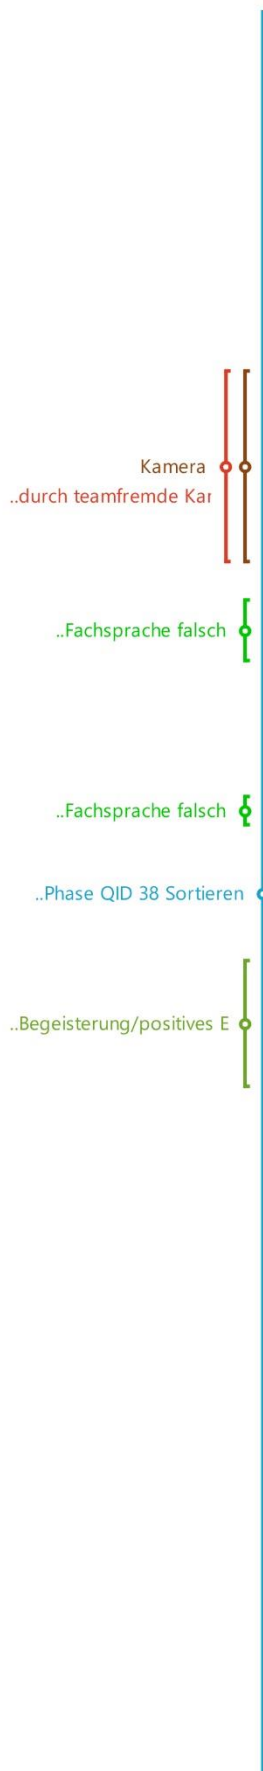 Kamera
..durch teamfremde Kar
..Fachsprache falsch
..Fachsprache falsch
..Phase QID 38 Sortieren
..Begeisterung/positives E